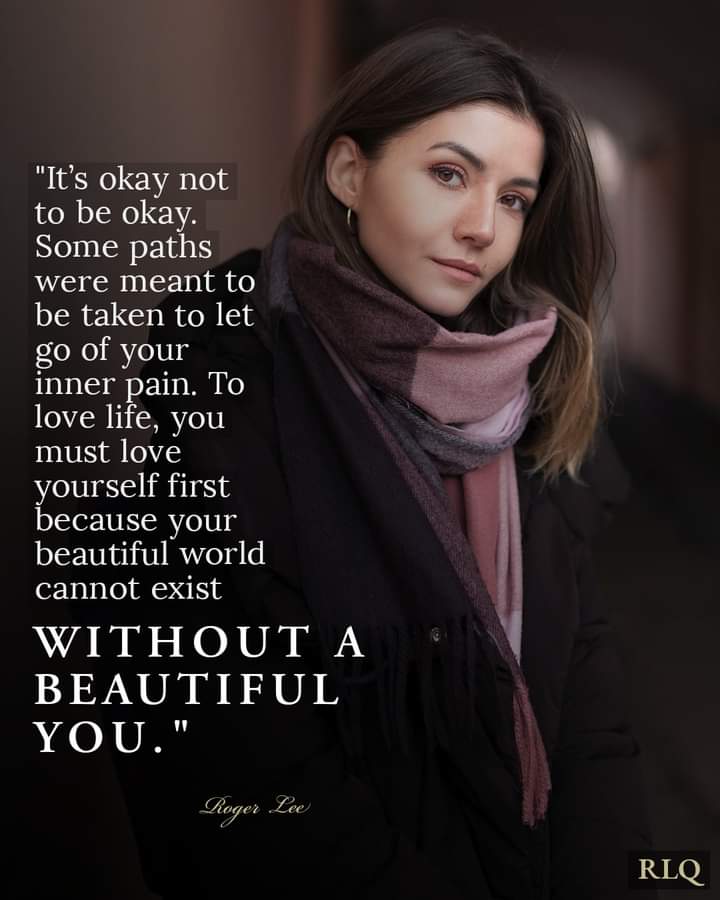 "It’s okay not
to be okay.
Some paths
were meant to
be taken to let
go of your
inner pain. To
love life, you
must love
yourself first
because your
beautiful world
cannot exist
WITHOUT A
BEAUTIFUL
YOU."
Roger Lee
RLQ